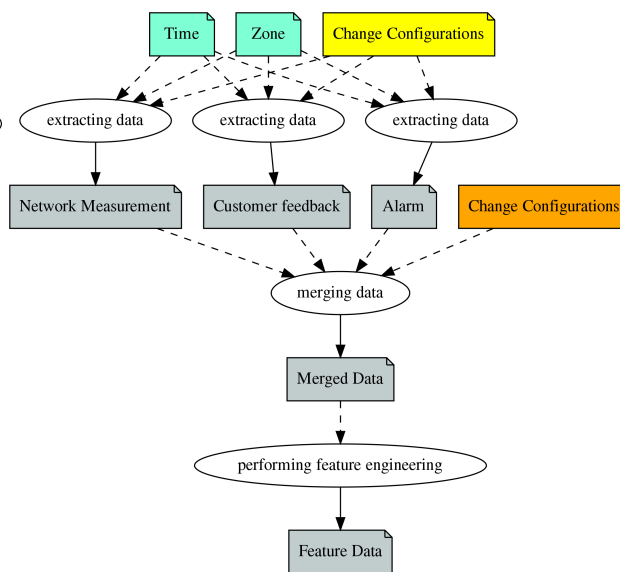 Time
Zone
Change Configurations
extracting data
extracting data
extracting data
Network Measurement
Customer feedback
Alarm
Change Configurations
merging data
Merged Data
performing feature engineering
Feature Data